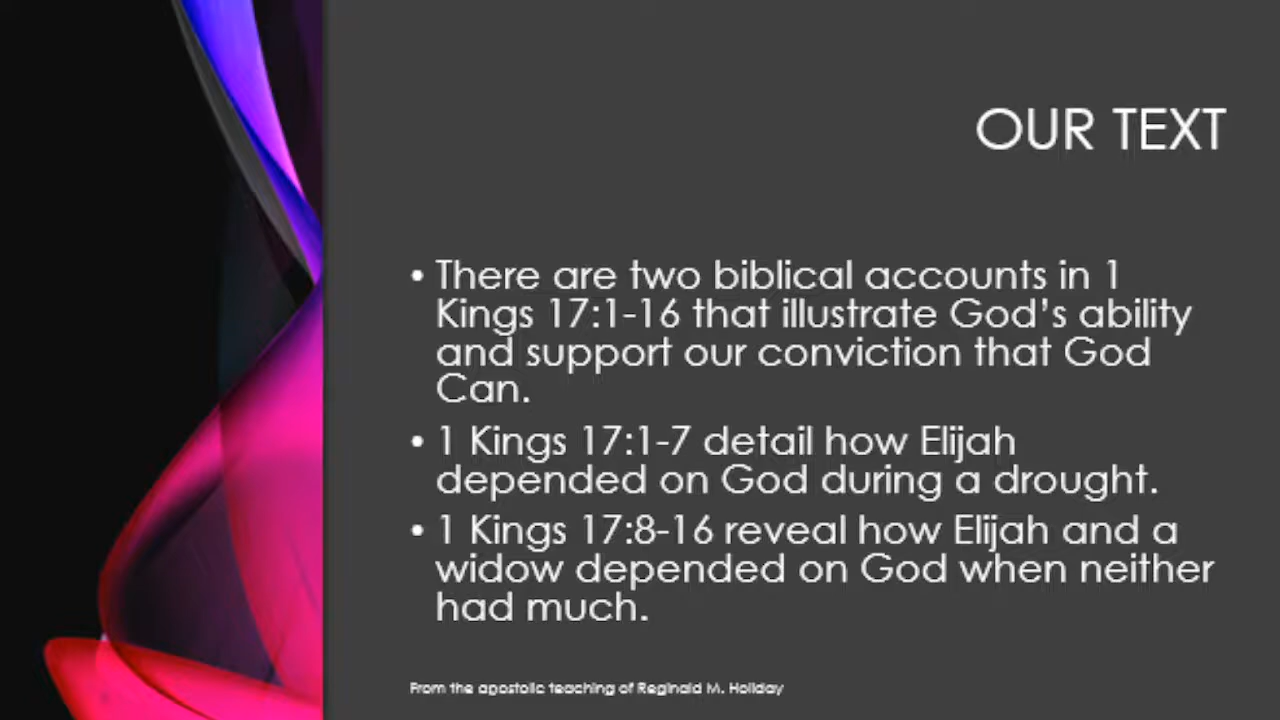 OUR TEXT
• There are two biblical accounts in 1
Kings 17:1-16 that illustrate God's ability
and support our conviction that God
Can.
• 1 Kings 17:1-7 detail how Elijah
depended on God during a drought.
• 1 Kings 17:8-16 reveal how Elijah and a
widow depended on God when neither
had much.
From the apostolic teaching of Reginald M. Holiday